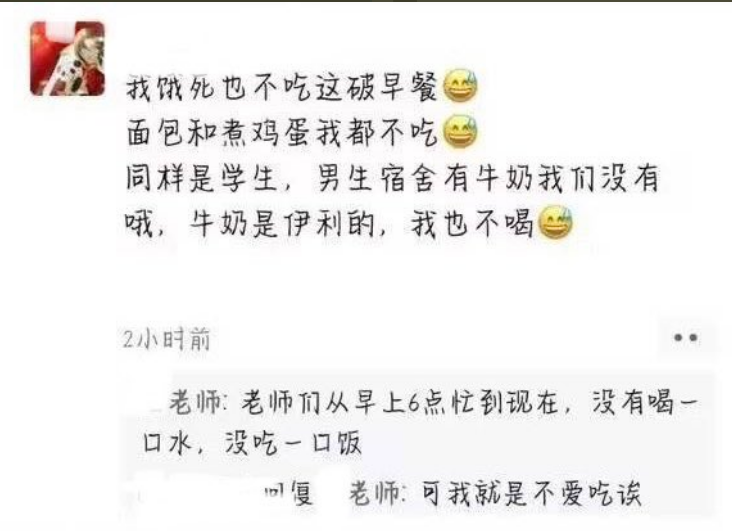 我饿死也不吃这破早餐😅
面包和煮鸡蛋我都不吃😅
同样是学生，男生宿舍有牛奶我们没有
哦，牛奶是伊利的，我也不喝😅
2小时前
老师: 老师们从早上6点忙到现在，没有喝一
口水，没吃一口饭
回复 老师: 可我就是不爱吃诶